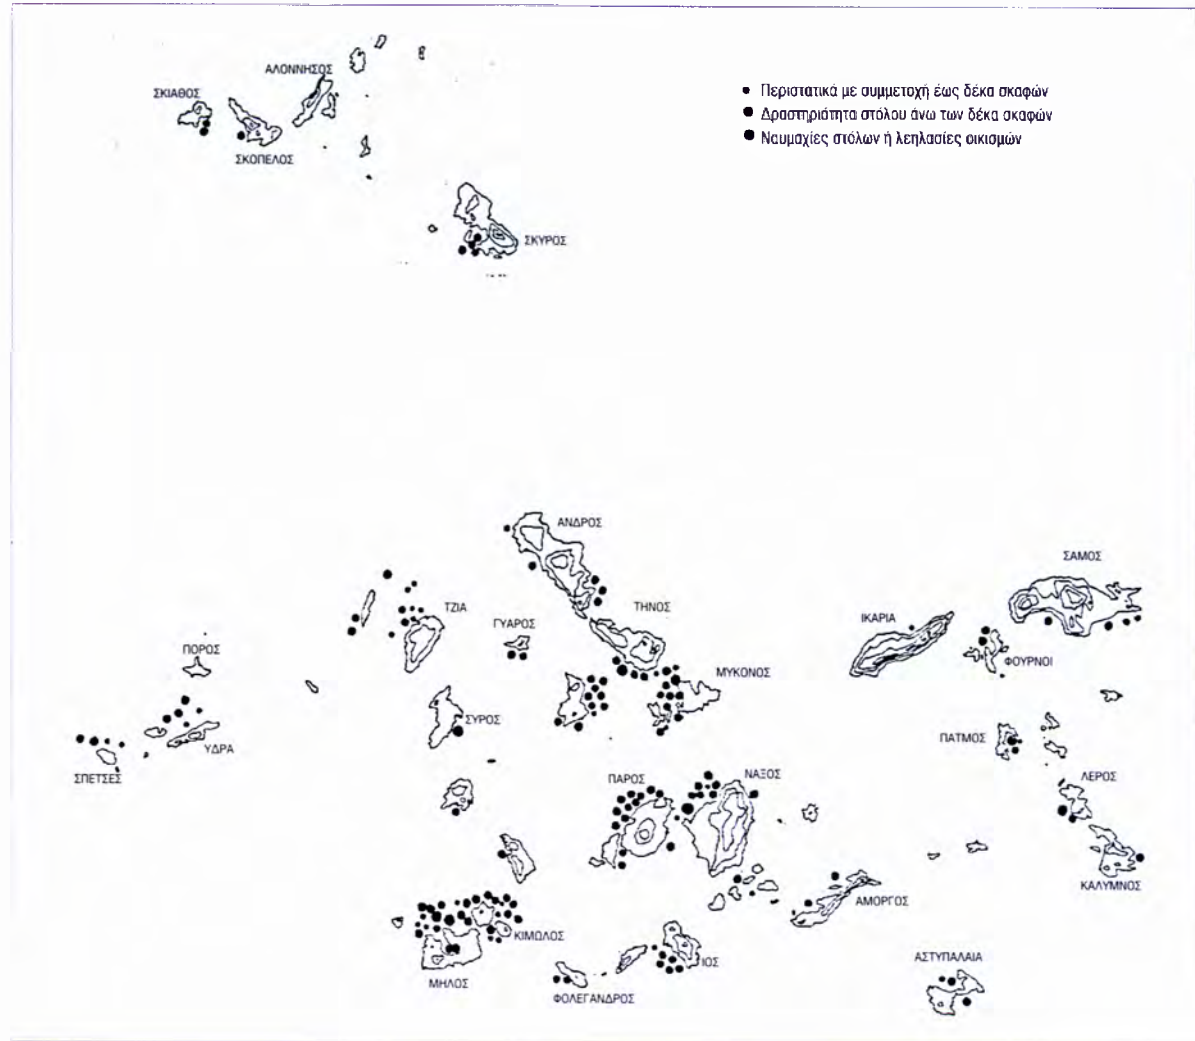 ΑΛΟΝΝΗΣΟΣ
ΣΚΙΑΘΟΣ
ΣΚΟΠΕΛΟΣ
• Περιστατικά με συμμετοχή έως δέκα σκαφών
● Δραστηριότητα στόλου άνω των δέκα σκαφών
● Ναυμαχίες στόλων ή λεηλασίες οικισμών
ΣΚΥΡΟΣ
ΑΝΔΡΟΣ
ΣΑΜΟΣ
ΤΖΙΑ
ΤΗΝΟΣ
ΓΥΑΡΟΣ
ΙΚΑΡΙΑ
ΠΟΡΟΣ
ΦΟΥΡΝΟΙ
ΜΥΚΟΝΟΣ
ΣΥΡΟΣ
ΠΑΤΜΟΣ
ΥΔΡΑ
ΣΠΕΤΣΕΣ
ΠΑΡΟΣ
ΝΑΞΟΣ
ΛΕΡΟΣ
ΚΑΛΥΜΝΟΣ
ΑΜΟΡΓΟΣ
ΚΙΜΩΛΟΣ
ΙΟΣ
ΑΣΤΥΠΑΛΑΙΑ
ΜΗΛΟΣ
ΦΟΛΕΓΑΝΔΡΟΣ